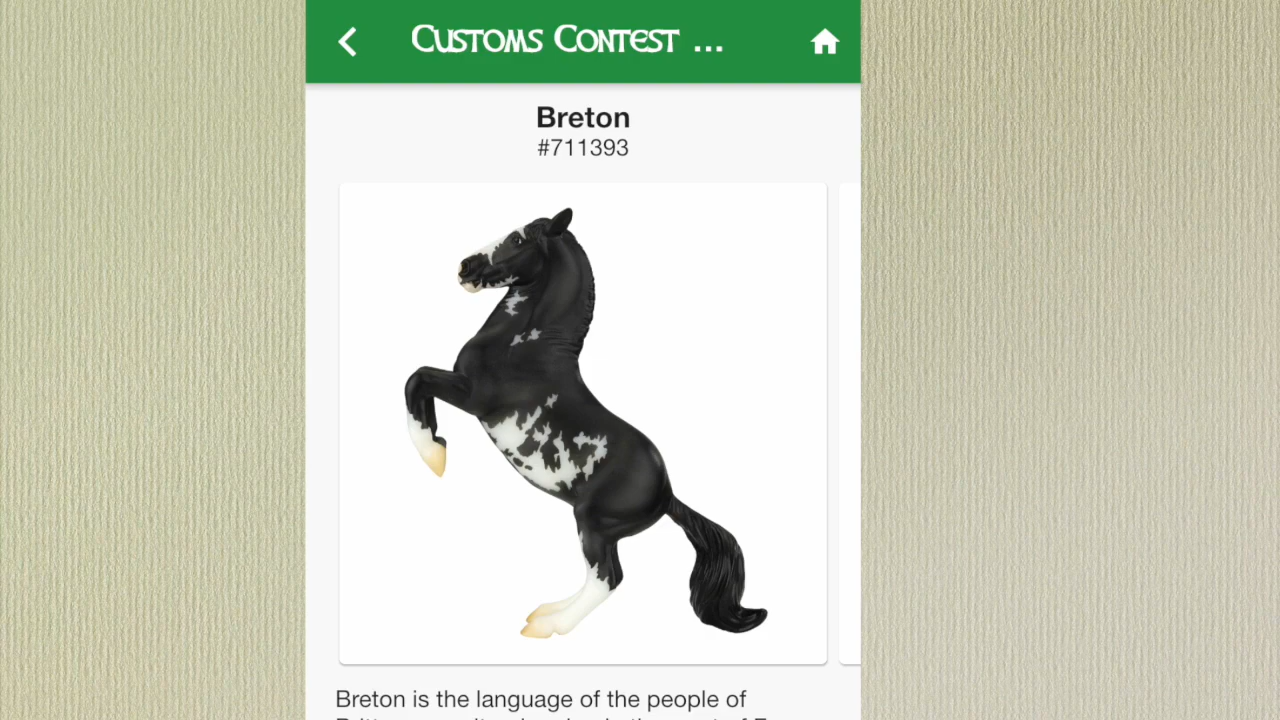 Customs Contest ...
Breton
#711393
Breton is the language of the people of